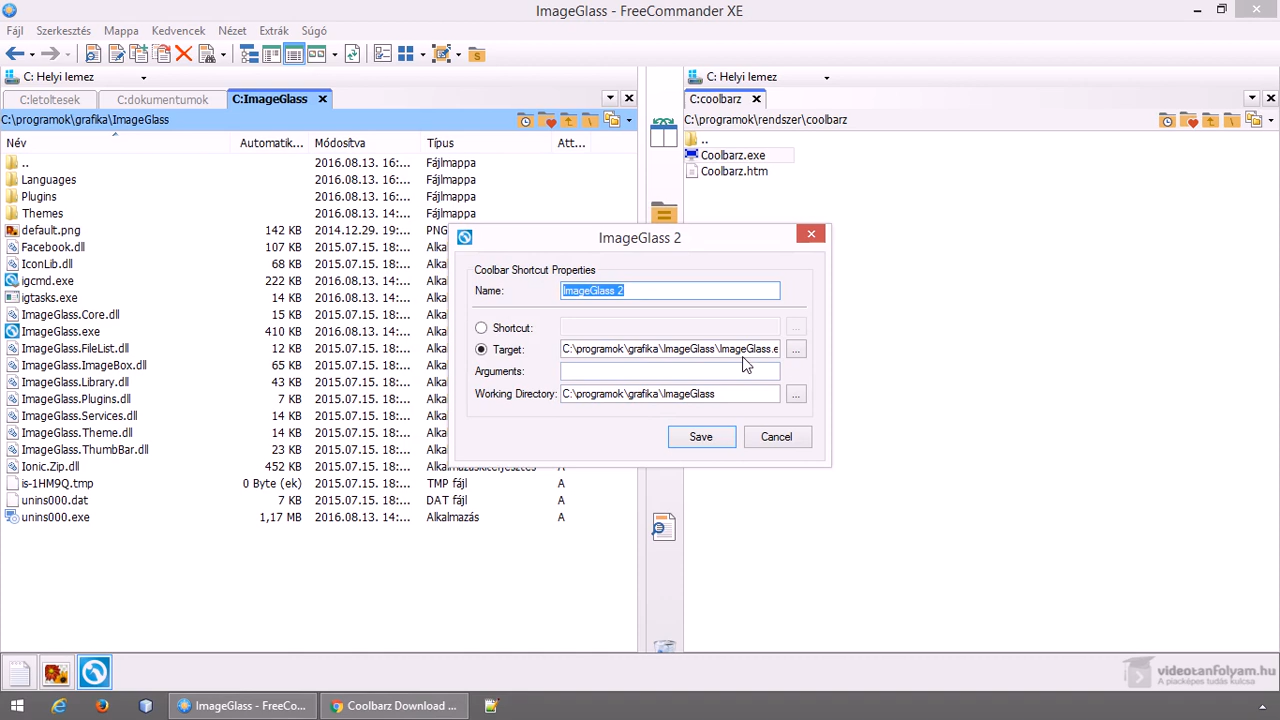 ImageGlass - FreeCommander XE
Fájl Szerkesztés Mappa Kedvencek Nézet Extrák Súgó
C: Helyi lemez
C: Helyi lemez
C:letoltesek C:dokumentumok C:ImageGlass
C:coolbarz
C:\programok\grafika\ImageGlass
C:\programok\rendszer\coolbarz
Név Automatik... Módosítva Típus Att...
.. 2016.08.13. 16:... Fájlmappa
Languages 2016.08.13. 16:... Fájlmappa
Plugins 2016.08.13. 16:... Fájlmappa
Themes 2016.08.13. 14:... Fájlmappa
default.png 142 KB 2014.12.29. 19:... PNG
Facebook.dll 107 KB 2015.07.15. 18:... Alka
IconLib.dll 68 KB 2015.07.15. 18:... Alka
igcmd.exe 222 KB 2015.07.15. 18:... Alka
igtasks.exe 14 KB 2015.07.15. 18:... Alka
ImageGlass.Core.dll 15 KB 2015.07.15. 18:... Alka
ImageGlass.exe 410 KB 2015.07.15. 18:... Alka
ImageGlass.FileList.dll 12 KB 2015.07.15. 18:... Alka
ImageGlass.ImageBox.dll 65 KB 2015.07.15. 18:... Alka
ImageGlass.Library.dll 43 KB 2015.07.15. 18:... Alka
ImageGlass.Plugins.dll 7 KB 2015.07.15. 18:... Alka
ImageGlass.Services.dll 14 KB 2015.07.15. 18:... Alka
ImageGlass.Theme.dll 14 KB 2015.07.15. 18:... Alka
ImageGlass.ThumbBar.dll 23 KB 2015.07.15. 18:... Alka
Ionic.Zip.dll 452 KB 2015.07.15. 18:... Alkalmazáskiterjesztés A
is-1HM9Q.tmp 0 Byte (ek) 2015.07.15. 18:... TMP fájl A
unins000.dat 7 KB 2016.08.13. 14:... DAT fájl A
unins000.exe 1,17 MB 2016.08.13. 14:... Alkalmazás A
..
Coolbarz.exe
Coolbarz.htm
ImageGlass 2
Coolbar Shortcut Properties
Name: ImageGlass 2
Shortcut: ...
Target: C:\programok\grafika\ImageGlass\ImageGlass.e ...
Arguments:
Working Directory: C:\programok\grafika\ImageGlass ...
Save Cancel
videotanfolyam.hu
A piacképes tudás kulcsa
ImageGlass - FreeCo... Coolbarz Download ...